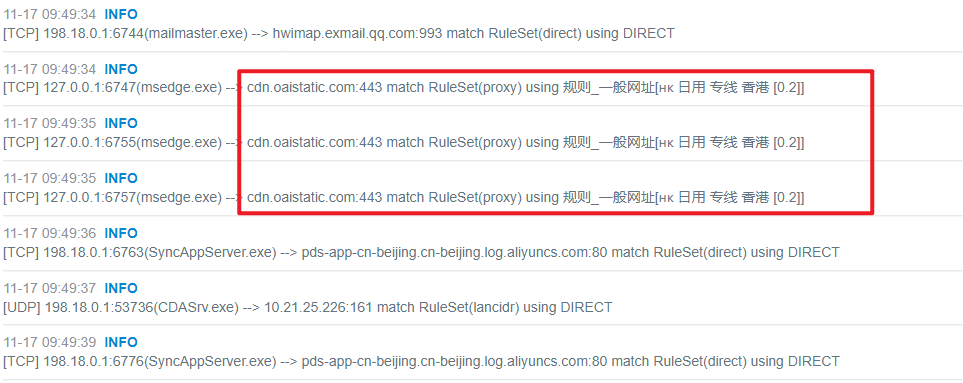 11-17 09:49:34 INFO
[TCP] 198.18.0.1:6744(mailmaster.exe) --> hwimap.exmail.qq.com:993 match RuleSet(direct) using DIRECT
11-17 09:49:34 INFO
[TCP] 127.0.0.1:6747(msedge.exe) --> cdn.oaistatic.com:443 match RuleSet(proxy) using 规则_一般网址[нк 日用 专线 香港 [0.2]]
11-17 09:49:35 INFO
[TCP] 127.0.0.1:6755(msedge.exe) --> cdn.oaistatic.com:443 match RuleSet(proxy) using 规则_一般网址[нк 日用 专线 香港 [0.2]]
11-17 09:49:35 INFO
[TCP] 127.0.0.1:6757(msedge.exe) --> cdn.oaistatic.com:443 match RuleSet(proxy) using 规则_一般网址[нк 日用 专线 香港 [0.2]]
11-17 09:49:36 INFO
[TCP] 198.18.0.1:6763(SyncAppServer.exe) --> pds-app-cn-beijing.cn-beijing.log.aliyuncs.com:80 match RuleSet(direct) using DIRECT
11-17 09:49:37 INFO
[UDP] 198.18.0.1:53736(CDASrv.exe) --> 10.21.25.226:161 match RuleSet(lancidr) using DIRECT
11-17 09:49:39 INFO
[TCP] 198.18.0.1:6776(SyncAppServer.exe) --> pds-app-cn-beijing.cn-beijing.log.aliyuncs.com:80 match RuleSet(direct) using DIRECT